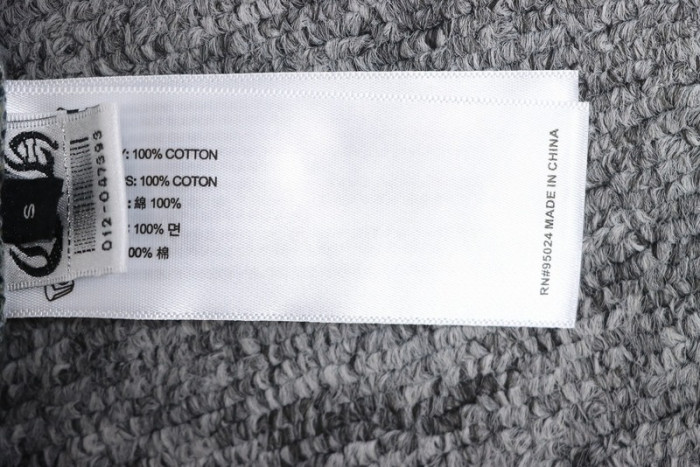 Y: 100% COTTON
S: 100% COTON
: 綿 100%
: 100% 면
00% 棉
S
012-047393
RN#95024 MADE IN CHINA